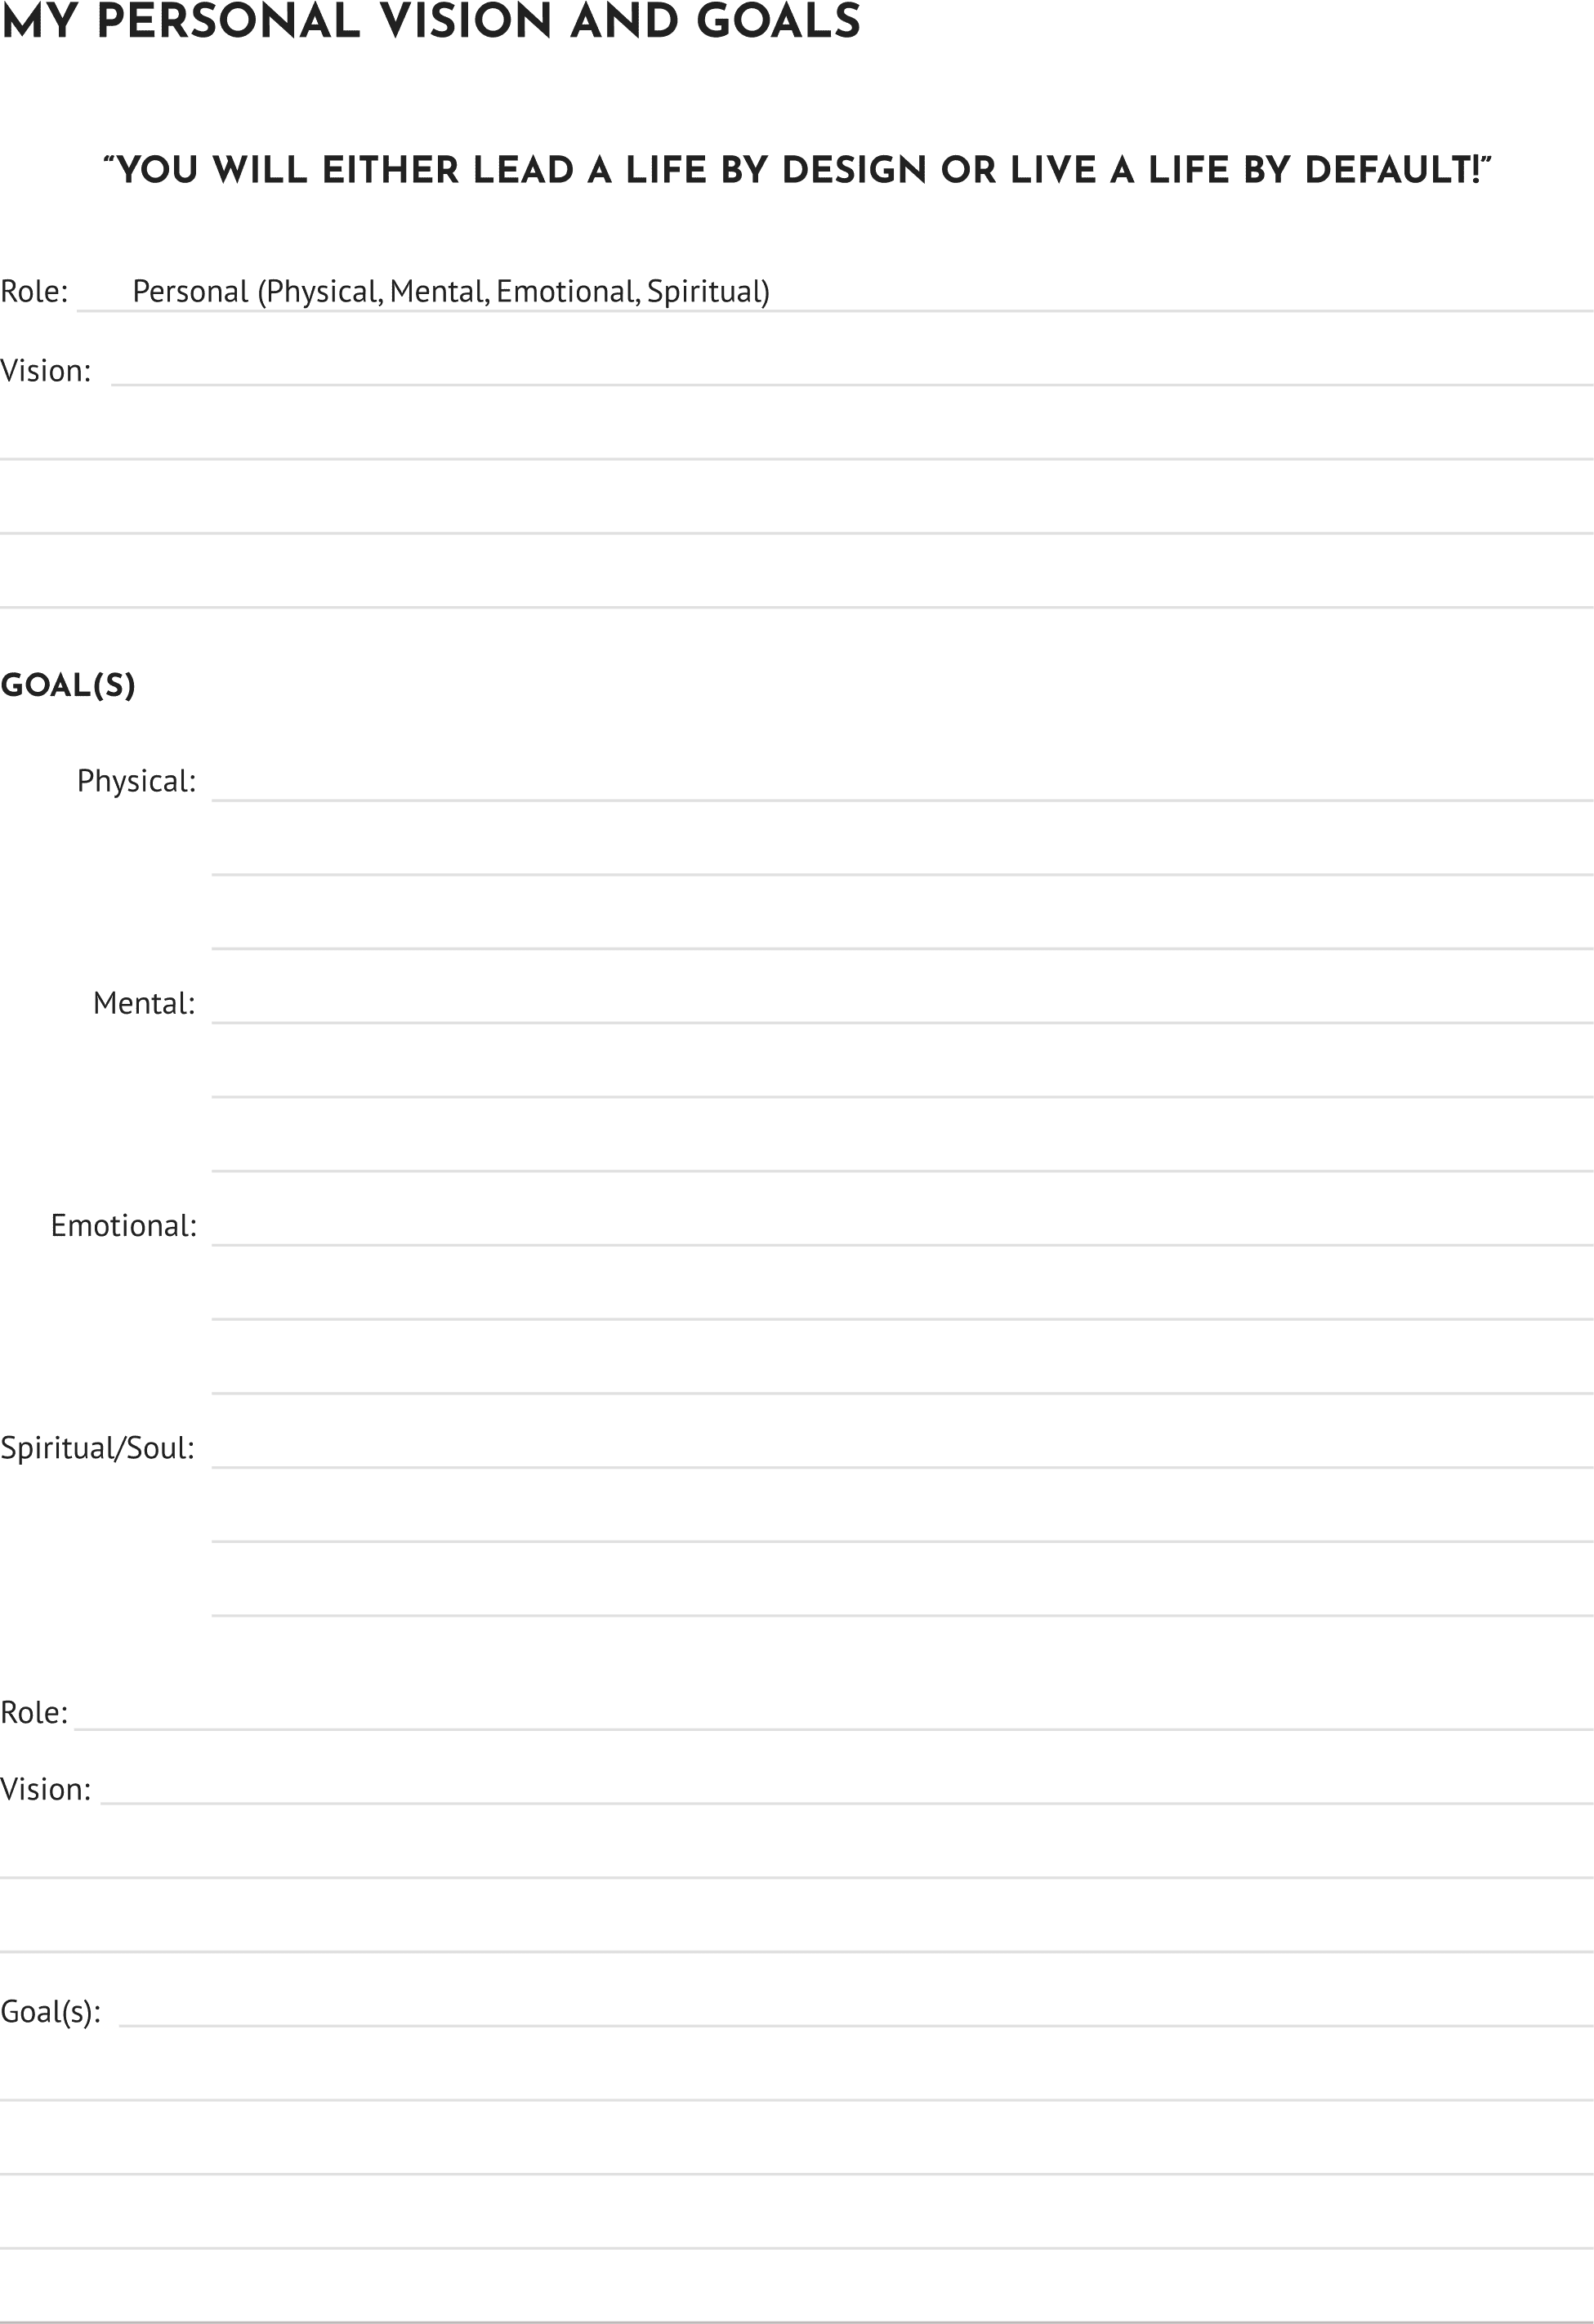 MY PERSONAL VISION AND GOALS
“YOU WILL EITHER LEAD A LIFE BY DESIGN OR LIVE A LIFE BY DEFAULT!”
Role: Personal (Physical, Mental, Emotional, Spiritual)
Vision:
GOAL(S)
Physical:
Mental:
Emotional:
Spiritual/Soul:
Role:
Vision:
Goal(s):